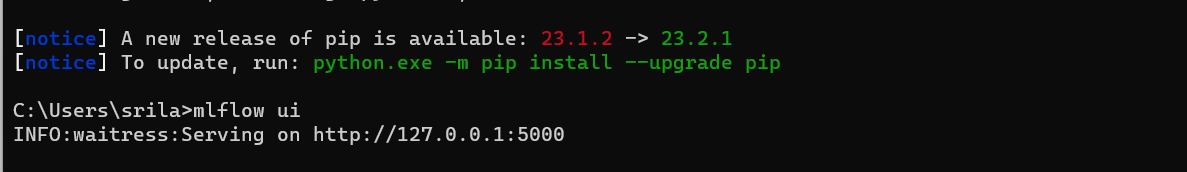 [notice] A new release of pip is available: 23.1.2 -> 23.2.1
[notice] To update, run: python.exe -m pip install --upgrade pip
C:\Users\srila>mlflow ui
INFO:waitress:Serving on http://127.0.0.1:5000